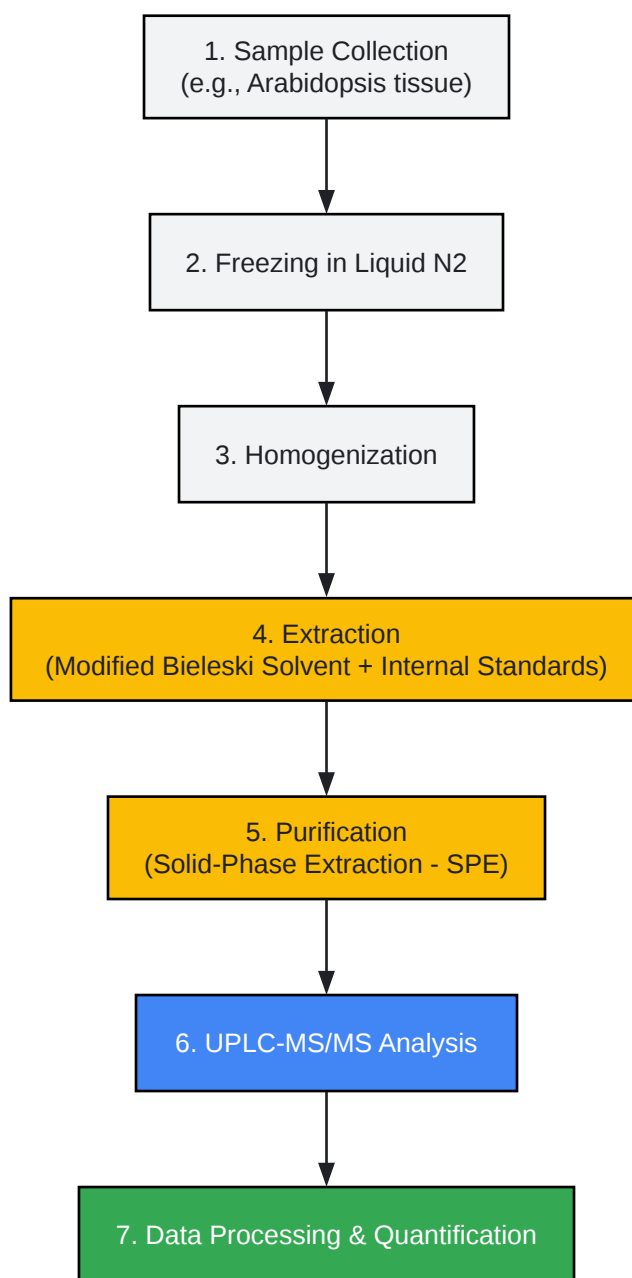 1. Sample Collection
(e.g., Arabidopsis tissue)
2. Freezing in Liquid N2
3. Homogenization
4. Extraction
(Modified Bieleski Solvent + Internal Standards)
5. Purification
(Solid-Phase Extraction - SPE)
6. UPLC-MS/MS Analysis
7. Data Processing & Quantification